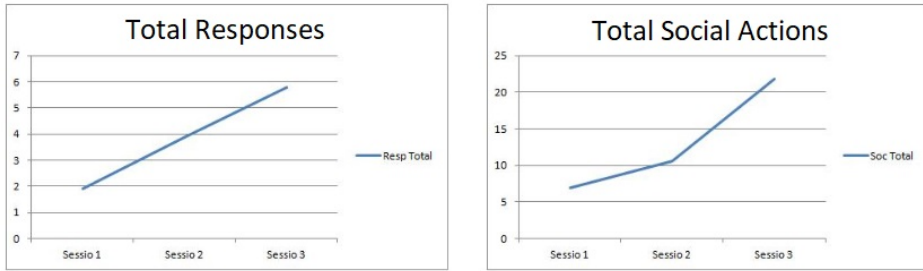 Total Responses
7
6
5
4
3
2
1
0
Sessio 1 Sessio 2 Sessio 3
Resp Total
Total Social Actions
25
20
15
10
5
0
Sessio 1 Sessio 2 Sessio 3
Soc Total